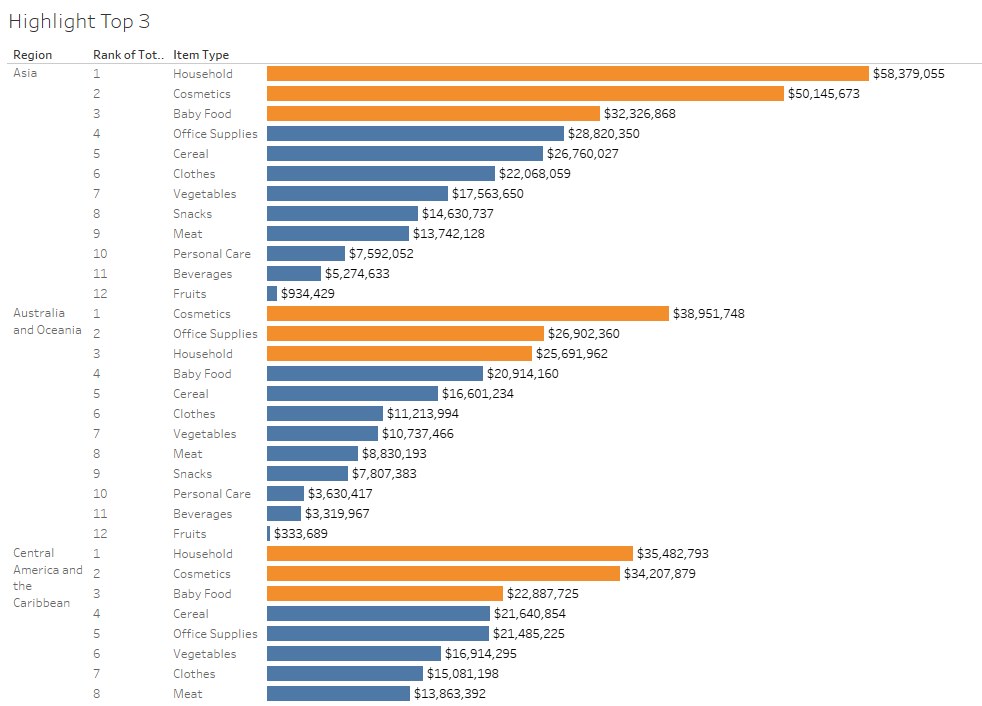 Highlight Top 3
Region Rank of Tot.. Item Type
Asia 1 Household $58,379,055
2 Cosmetics $50,145,673
3 Baby Food $32,326,868
4 Office Supplies $28,820,350
5 Cereal $26,760,027
6 Clothes $22,068,059
7 Vegetables $17,563,650
8 Snacks $14,630,737
9 Meat $13,742,128
10 Personal Care $7,592,052
11 Beverages $5,274,633
12 Fruits $934,429
Australia 1 Cosmetics $38,951,748
and Oceania 2 Office Supplies $26,902,360
3 Household $25,691,962
4 Baby Food $20,914,160
5 Cereal $16,601,234
6 Clothes $11,213,994
7 Vegetables $10,737,466
8 Meat $8,830,193
9 Snacks $7,807,383
10 Personal Care $3,630,417
11 Beverages $3,319,967
12 Fruits $333,689
Central 1 Household $35,482,793
America and 2 Cosmetics $34,207,879
the 3 Baby Food $22,887,725
Caribbean 4 Cereal $21,640,854
5 Office Supplies $21,485,225
6 Vegetables $16,914,295
7 Clothes $15,081,198
8 Meat $13,863,392